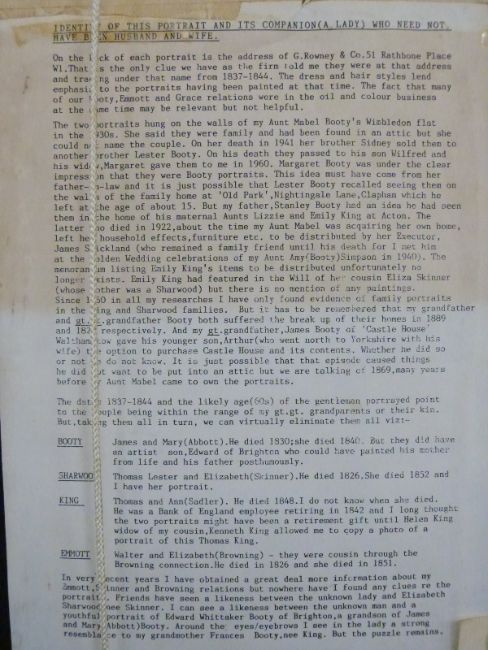 IDENTITY OF THIS PORTRAIT AND ITS COMPANION(A LADY) WHO NEED NOT
HAVE BEEN HUSBAND AND WIFE.
On the back of each portrait is the address of G.Rowney & Co.51 Rathbone Place
W1.That is the only clue we have as the firm told me they were at that address
and trading under that name from 1837-1844. The dress and hair styles lend
emphasis to the portraits having been painted at that time. The fact that many
of our Booty,Emmott and Grace relations were in the oil and colour business
at the same time may be relevant but not helpful.
The two portraits hung on the walls of my Aunt Mabel Booty's Wimbledon flat
in the 1930s. She said they were family and had been found in an attic but she
could not name the couple. On her death in 1941 her brother Sidney sold them to
another brother Lester Booty. On his death they passed to his son Wilfred and
his widow,Margaret gave them to me in 1960. Margaret Booty was under the clear
impression that they were Booty portraits. This idea must have come from her
father-in-law and it is just possible that Lester Booty recalled seeing them on
the walls of the family home at 'Old Park',Nightingale Lane,Clapham which he
left at the age of about 15. But my father,Stanley Booty had an idea he had seen
them in the home of his maternal Aunts Lizzie and Emily King at Acton. The
latter who died in 1922,about the time my Aunt Mabel was acquiring her own home,
left her household effects,furniture etc. to be distributed by her Executor,
James Strickland (who remained a family friend until his death for I met him
at the Golden Wedding celebrations of my Aunt Amy(Booty)Simpson in 1940). The
memorandum listing Emily King's items to be distributed unfortunately no
longer exists. Emily King had featured in the Will of her cousin Eliza Skinner
(whose mother was a Sharwood) but there is no mention of any paintings.
Since 1960 in all my researches I have only found evidence of family portraits
in the King and Sharwood families. But it has to be remembered that my grandfather
and gt.gt.grandfather Booty both suffered the break up of their homes in 1889
and 182 respectively. And my gt.grandfather,James Booty of 'Castle House'
Walthamstow gave his younger son,Arthur(who went north to Yorkshire with his
wife) the option to purchase Castle House and its contents. Whether he did so
or not I do not know. It is just possible that that episode caused things
he did not want to be put into an attic but we are talking of 1869,many years
before my Aunt Mabel came to own the portraits.
The dates 1837-1844 and the likely age(60s) of the gentleman portrayed point
to the couple being within the range of my gt.gt. grandparents or their kin.
But,taking them all in turn, we can virtually eliminate them all viz:-
BOOTY James and Mary(Abbott).He died 1830;she died 1840. But they did have
an artist son,Edward of Brighton who could have painted his mother
from life and his father posthumously.
SHARWOOD Thomas Lester and Elizabeth(Skinner).He died 1826.She died 1852 and
I have her portrait.
KING Thomas and Ann(Sadler). He died 1848.I do not know when she died.
He was a Bank of England employee retiring in 1842 and I long thought
the two portraits might have been a retirement gift until Helen King
widow of my cousin,Kenneth King allowed me to copy a photo of a
portrait of this Thomas King.
EMMOTT Walter and Elizabeth(Browning) - they were cousin through the
Browning connection.He died in 1826 and she died in 1851.
In very recent years I have obtained a great deal more information about my
Emmott,Skinner and Browning relations but nowhere have I found any clues re the
portraits. Friends have seen a likeness between the unknown lady and Elizabeth
Sharwood nee Skinner. I can see a likeness between the unknown man and a
youthful portrait of Edward Whittaker Booty of Brighton,a grandson of James
and Mary(Abbott)Booty. Around the eyes/eyebrows I see in the lady a strong
resemblance to my grandmother Frances Booty,nee King. But the puzzle remains.